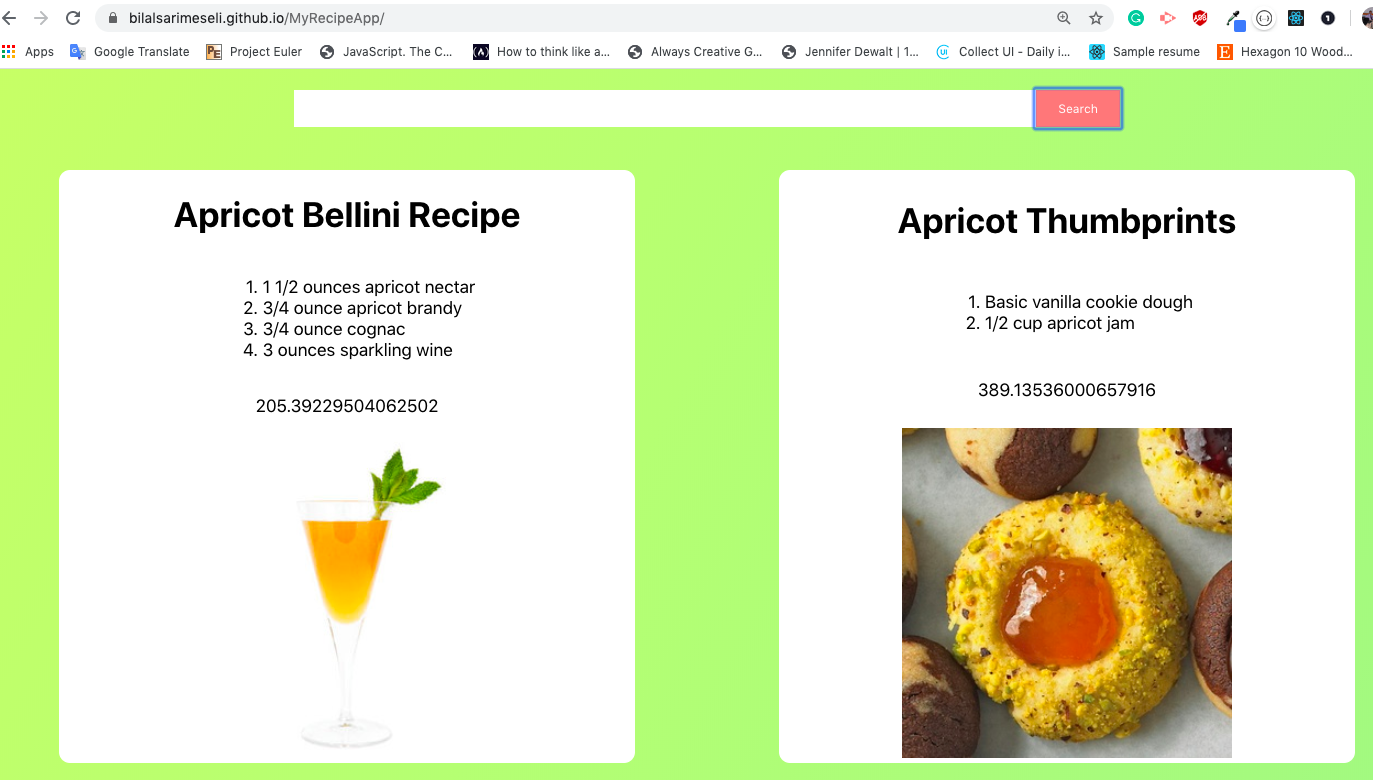 bilalsarimeseli.github.io/MyRecipeApp/
Apps Google Translate Project Euler JavaScript. The C... How to think like a... Always Creative G... Jennifer Dewalt | 1... Collect UI - Daily i... Sample resume Hexagon 10 Wood...
Search
Apricot Bellini Recipe
1. 1 1/2 ounces apricot nectar
2. 3/4 ounce apricot brandy
3. 3/4 ounce cognac
4. 3 ounces sparkling wine
205.39229504062502
Apricot Thumbprints
1. Basic vanilla cookie dough
2. 1/2 cup apricot jam
389.13536000657916